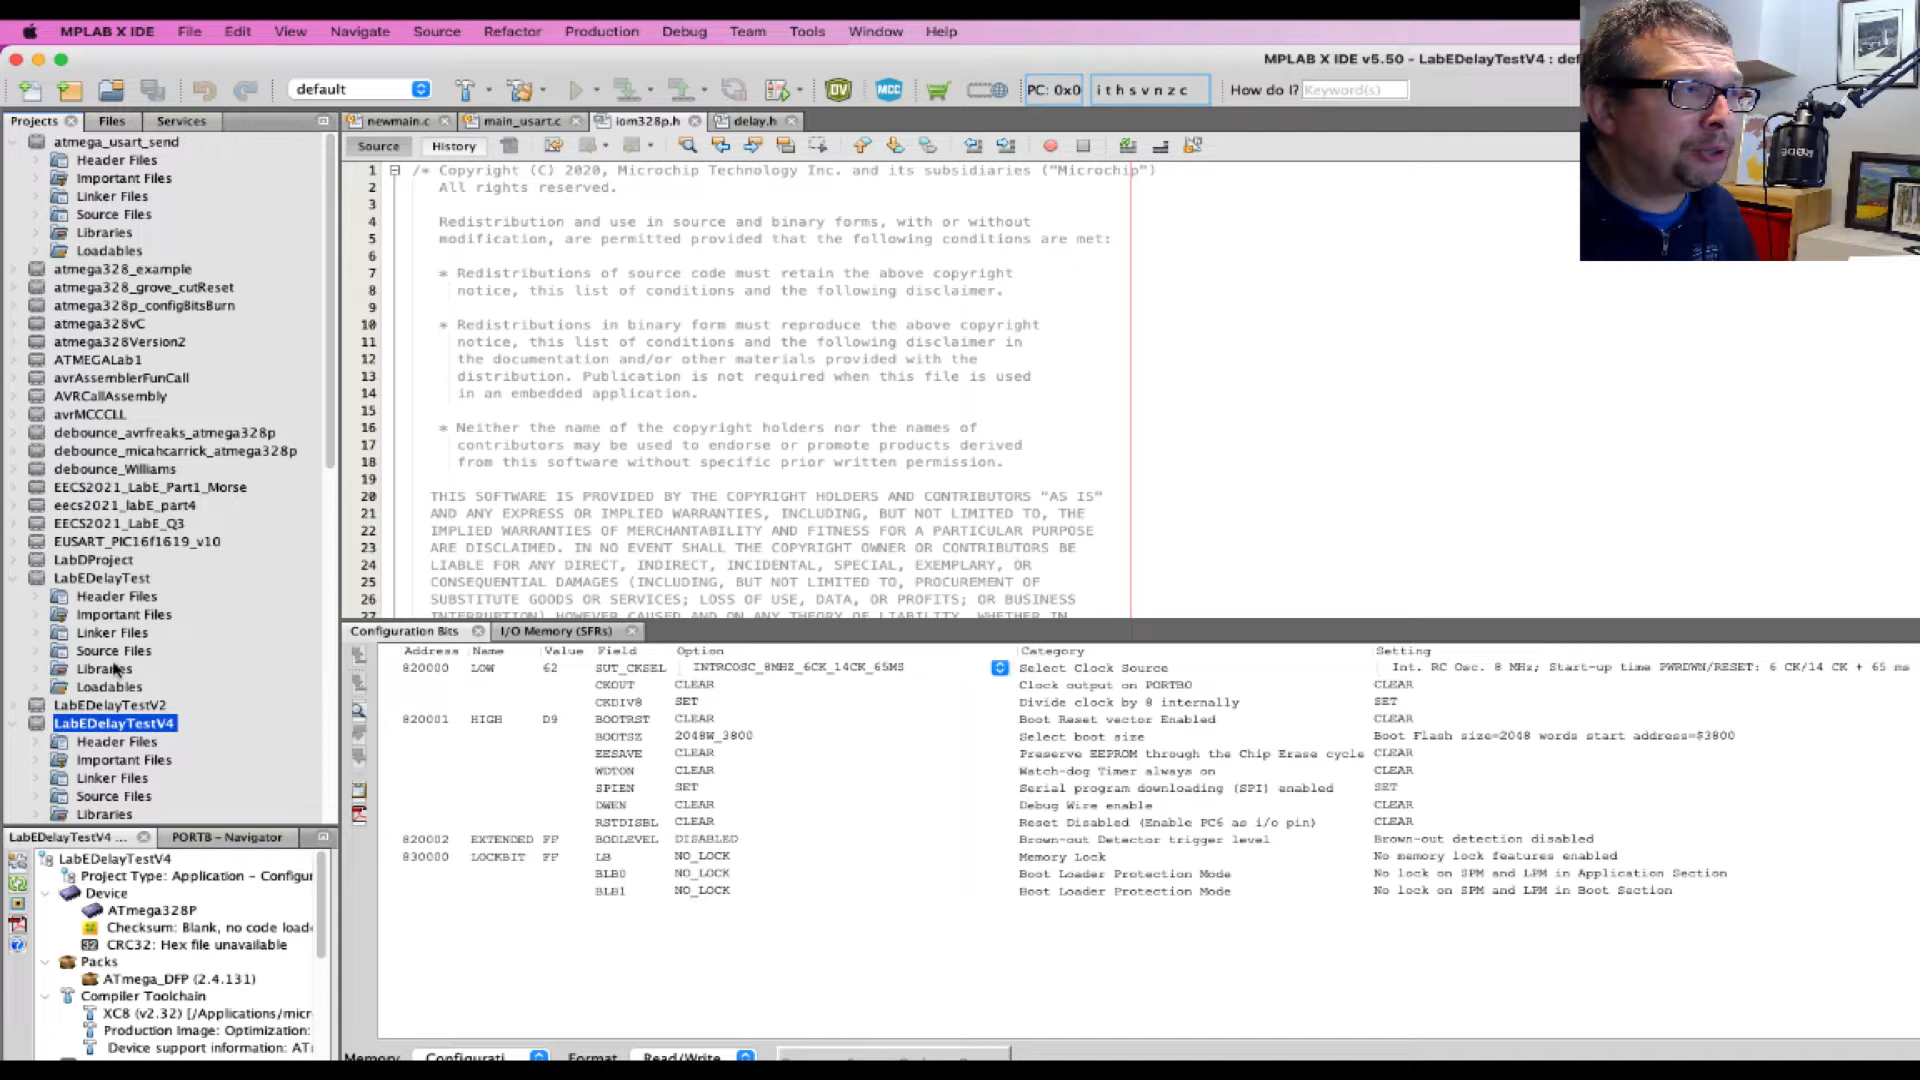 MPLAB X IDE File Edit View Navigate Source Refactor Production Debug Team Tools Window Help
MPLAB X IDE v5.50 - LabEDelayTestV4 : def
default
PC: 0x0
i t h s v n z c
How do I? Keyword(s)
Projects Files Services
atmega_usart_send
Header Files
Important Files
Linker Files
Source Files
Libraries
Loadables
atmega328_example
atmega328_grove_cutReset
atmega328p_configBitsBurn
atmega328vC
atmega328Version2
ATMEGALab1
avrAssemblerFunCall
AVRCallAssembly
avrMCCCLL
debounce_avrfreaks_atmega328p
debounce_micahcarrick_atmega328p
debounce_Williams
EECS2021_LabE_Part1_Morse
eecs2021_labE_part4
EECS2021_LabE_Q3
EUSART_PIC16f1619_v10
LabDProject
LabEDelayTest
Header Files
Important Files
Linker Files
Source Files
Libraries
Loadables
LabEDelayTestV2
LabEDelayTestV4
Header Files
Important Files
Linker Files
Source Files
Libraries
LabEDelayTestV4 ... PORTB - Navigator
LabEDelayTestV4
Project Type: Application - Configur
Device
ATmega328P
Checksum: Blank, no code load
CRC32: Hex file unavailable
Packs
ATmega_DFP (2.4.131)
Compiler Toolchain
XC8 (v2.32) [/Applications/micr
Production Image: Optimization:
Device support information: AT
newmain.c main_usart.c iom328p.h delay.h
Source History
1 /* Copyright (C) 2020, Microchip Technology Inc. and its subsidiaries ("Microchip")
2 All rights reserved.
3
4 Redistribution and use in source and binary forms, with or without
5 modification, are permitted provided that the following conditions are met:
6
7 * Redistributions of source code must retain the above copyright
8 notice, this list of conditions and the following disclaimer.
9
10 * Redistributions in binary form must reproduce the above copyright
11 notice, this list of conditions and the following disclaimer in
12 the documentation and/or other materials provided with the
13 distribution. Publication is not required when this file is used
14 in an embedded application.
15
16 * Neither the name of the copyright holders nor the names of
17 contributors may be used to endorse or promote products derived
18 from this software without specific prior written permission.
19
20 THIS SOFTWARE IS PROVIDED BY THE COPYRIGHT HOLDERS AND CONTRIBUTORS "AS IS"
21 AND ANY EXPRESS OR IMPLIED WARRANTIES, INCLUDING, BUT NOT LIMITED TO, THE
22 IMPLIED WARRANTIES OF MERCHANTABILITY AND FITNESS FOR A PARTICULAR PURPOSE
23 ARE DISCLAIMED. IN NO EVENT SHALL THE COPYRIGHT OWNER OR CONTRIBUTORS BE
24 LIABLE FOR ANY DIRECT, INDIRECT, INCIDENTAL, SPECIAL, EXEMPLARY, OR
25 CONSEQUENTIAL DAMAGES (INCLUDING, BUT NOT LIMITED TO, PROCUREMENT OF
26 SUBSTITUTE GOODS OR SERVICES; LOSS OF USE, DATA, OR PROFITS; OR BUSINESS
27 INTERRUPTION) HOWEVER CAUSED AND ON ANY THEORY OF LIABILITY, WHETHER IN
Configuration Bits I/O Memory (SFRs)
Address Name Value Field Option Category Setting
820000 LOW 62 SUT_CKSEL INTRCOSC_8MHZ_6CK_14CK_65MS Select Clock Source Int. RC Osc. 8 MHz; Start-up time PWRDWN/RESET: 6 CK/14 CK + 65 ms
CKOUT CLEAR Clock output on PORTB0 CLEAR
CKDIV8 SET Divide clock by 8 internally SET
820001 HIGH D9 BOOTRST CLEAR Boot Reset vector Enabled CLEAR
BOOTSZ 2048W_3800 Select boot size Boot Flash size=2048 words start address=$3800
EESAVE CLEAR Preserve EEPROM through the Chip Erase cycle CLEAR
WDTON CLEAR Watch-dog Timer always on CLEAR
SPIEN SET Serial program downloading (SPI) enabled SET
DWEN CLEAR Debug Wire enable CLEAR
RSTDISBL CLEAR Reset Disabled (Enable PC6 as i/o pin) CLEAR
820002 EXTENDED FF BODLEVEL DISABLED Brown-out Detector trigger level Brown-out detection disabled
830000 LOCKBIT FF LB NO_LOCK Memory Lock No memory lock features enabled
BLB0 NO_LOCK Boot Loader Protection Mode No lock on SPM and LPM in Application Section
BLB1 NO_LOCK Boot Loader Protection Mode No lock on SPM and LPM in Boot Section
Memory Configurati Format Read/Write